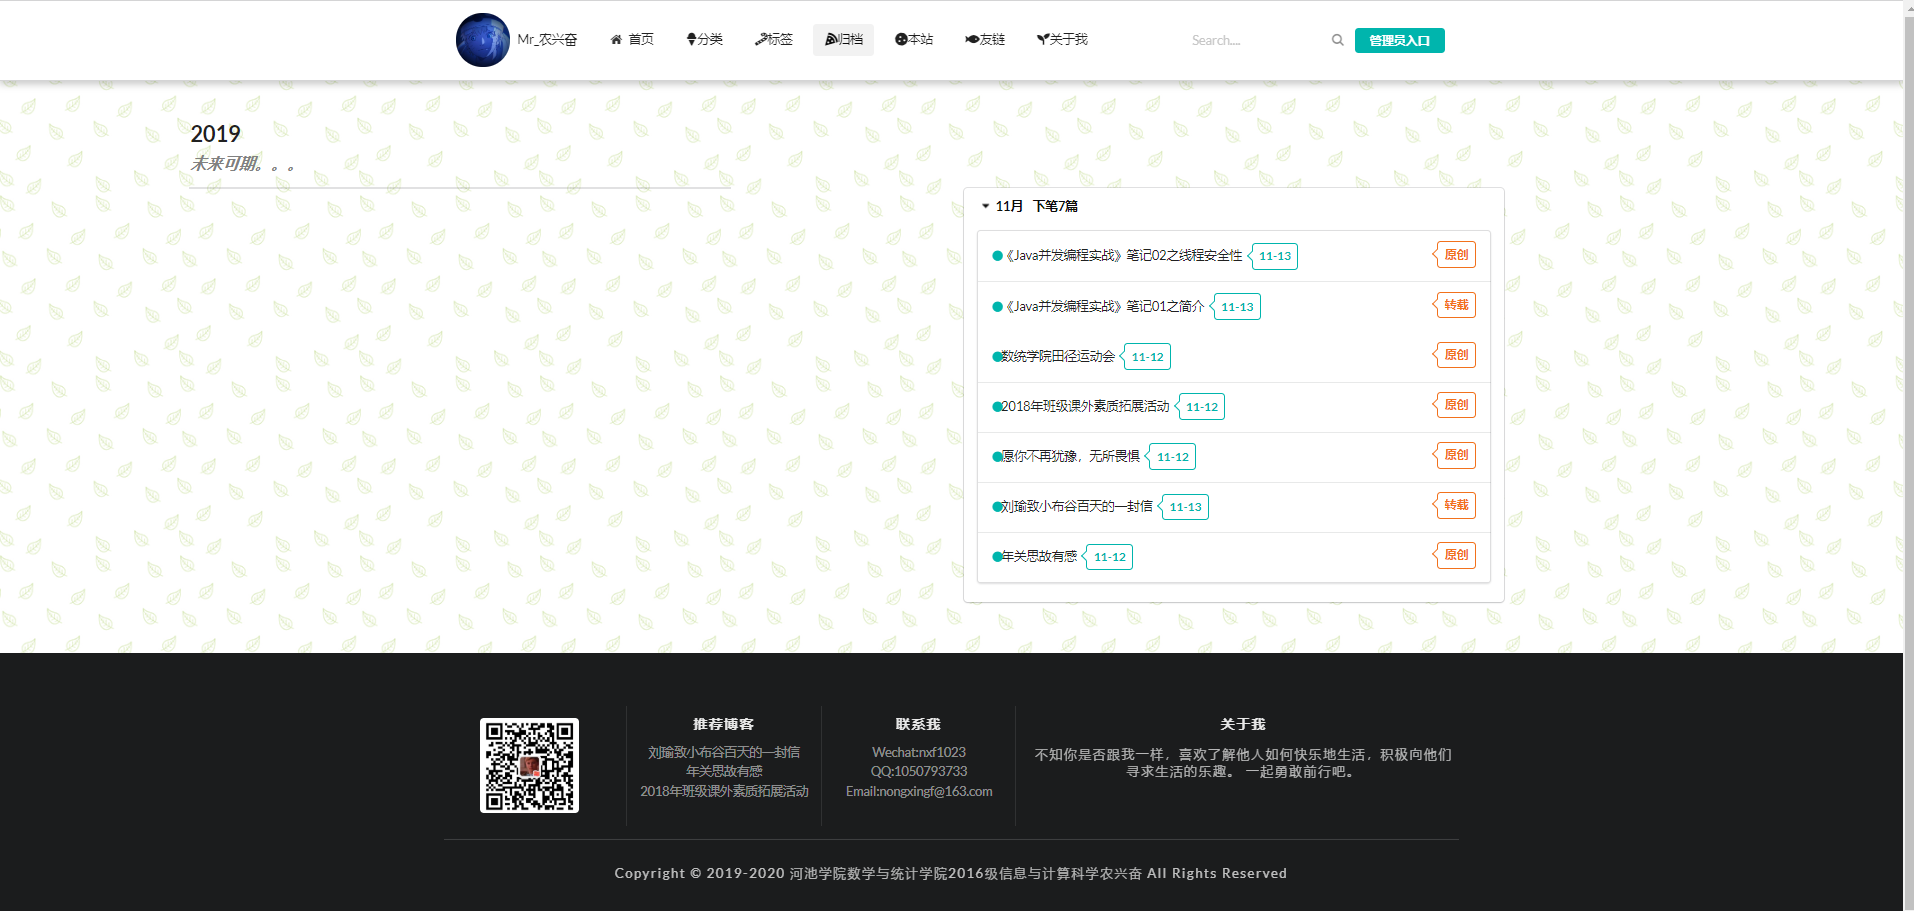 Mr_农兴奋 首页 分类 标签 归档 本站 友链 关于我 Search.... 管理员入口
2019
未来可期。。。
11月 下笔7篇
《Java并发编程实战》笔记02之线程安全性 11-13 原创
《Java并发编程实战》笔记01之简介 11-13 转载
数统学院田径运动会 11-12 原创
2018年班级课外素质拓展活动 11-12 原创
愿你不再犹豫，无所畏惧 11-12 原创
刘瑜致小布谷百天的一封信 11-13 转载
年关思故有感 11-12 原创
推荐博客
刘瑜致小布谷百天的一封信
年关思故有感
2018年班级课外素质拓展活动
联系我
Wechat:nxf1023
QQ:1050793733
Email:nongxingf@163.com
关于我
不知你是否跟我一样，喜欢了解他人如何快乐地生活，积极向他们
寻求生活的乐趣。 一起勇敢前行吧。
Copyright © 2019-2020 河池学院数学与统计学院2016级信息与计算科学农兴奋 All Rights Reserved